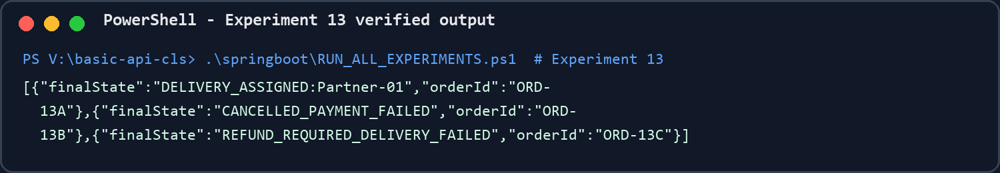 PowerShell - Experiment 13 verified output
PS V:\basic-api-cls> .\springboot\RUN_ALL_EXPERIMENTS.ps1  # Experiment 13
[{"finalState":"DELIVERY_ASSIGNED:Partner-01","orderId":"ORD-
13A"},{"finalState":"CANCELLED_PAYMENT_FAILED","orderId":"ORD-
13B"},{"finalState":"REFUND_REQUIRED_DELIVERY_FAILED","orderId":"ORD-13C"}]